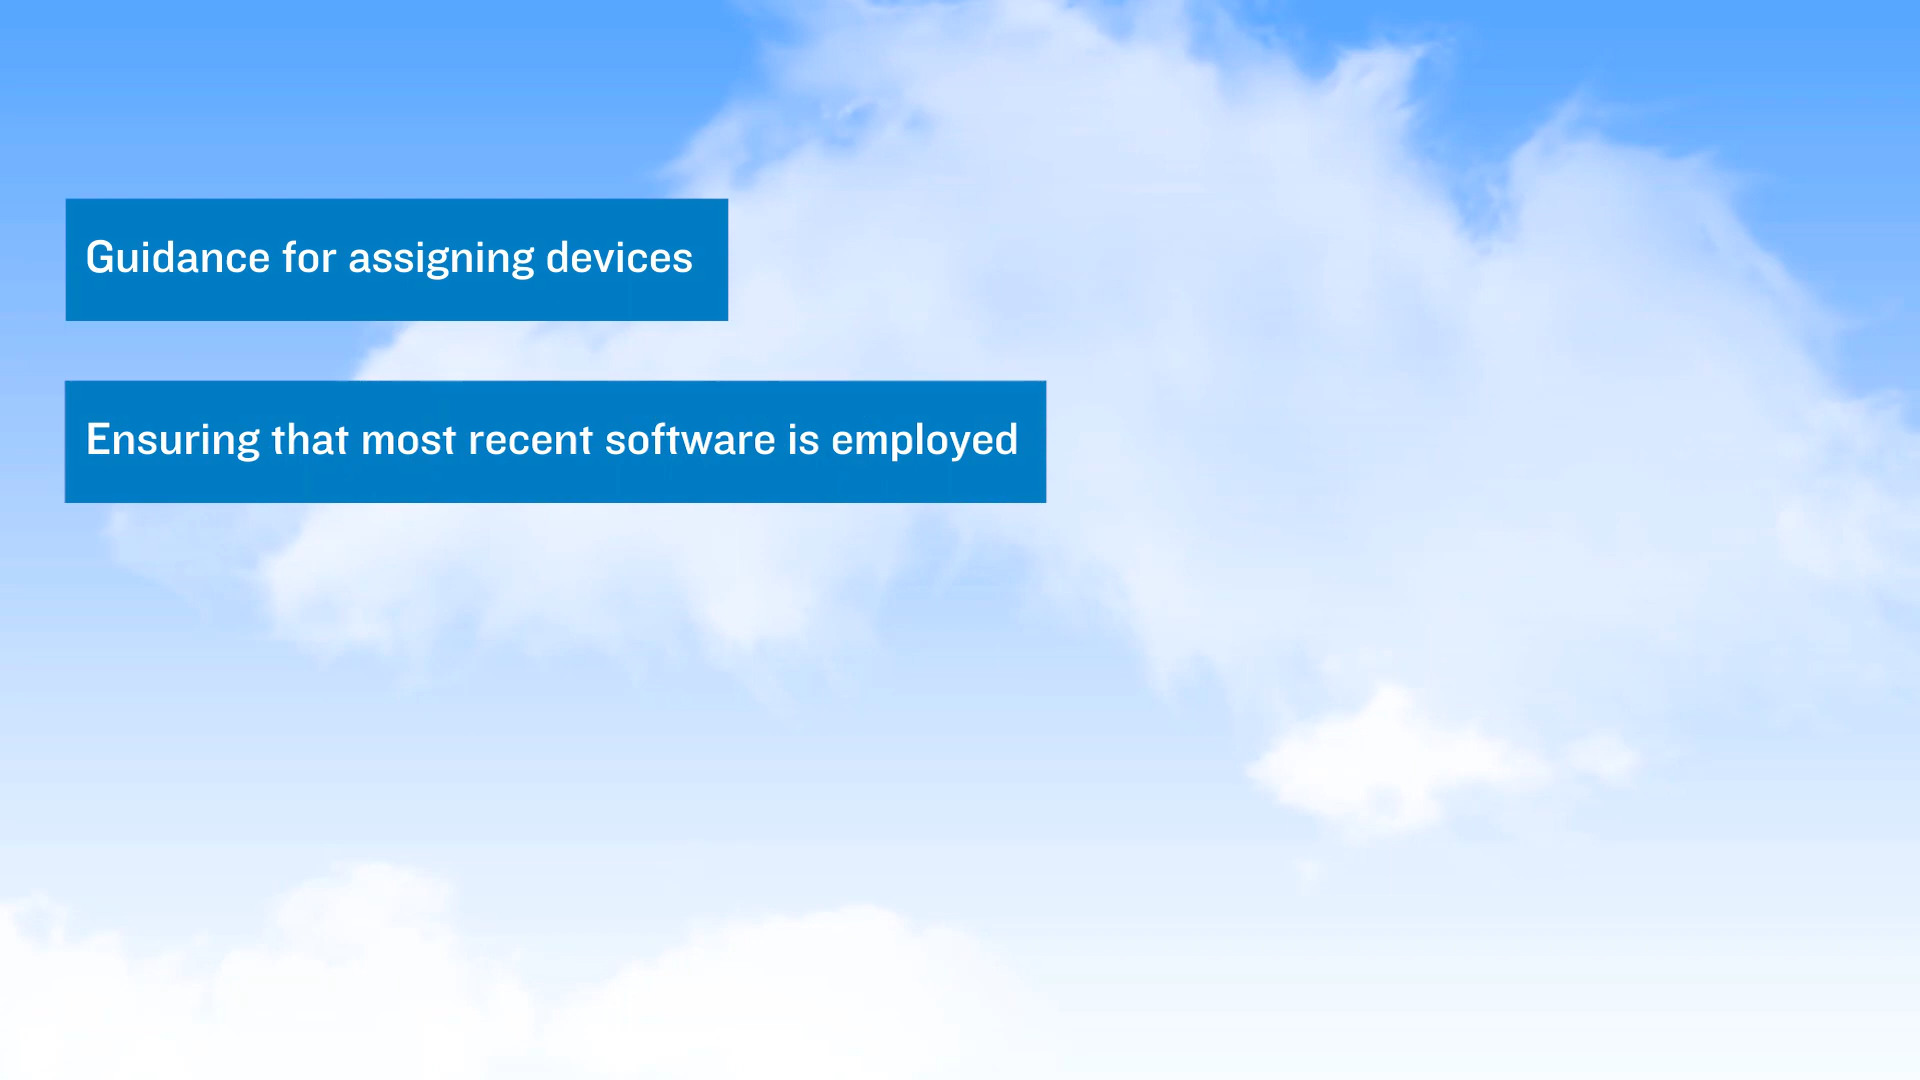 Guidance for assigning devices
Ensuring that most recent software is employed